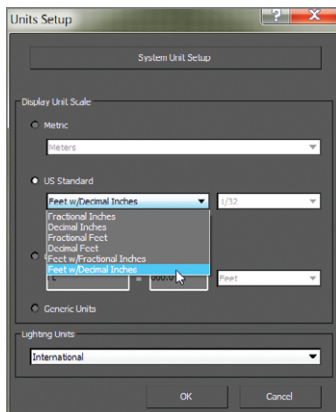 Units Setup
System Unit Setup
Display Unit Scale
Metric
Meters
US Standard
Feet w/Decimal Inches 1/32
Fractional Inches
Decimal Inches
Fractional Feet
Decimal Feet
Feet w/Fractional Inches
Feet w/Decimal Inches
= Feet
Generic Units
Lighting Units
International
OK Cancel